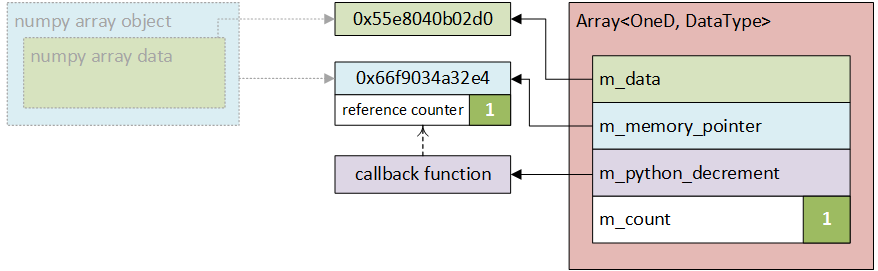 numpy array object
numpy array data
0x55e8040b02d0
0x66f9034a32e4
reference counter 1
callback function
Array<OneD, DataType>
m_data
m_memory_pointer
m_python_decrement
m_count 1